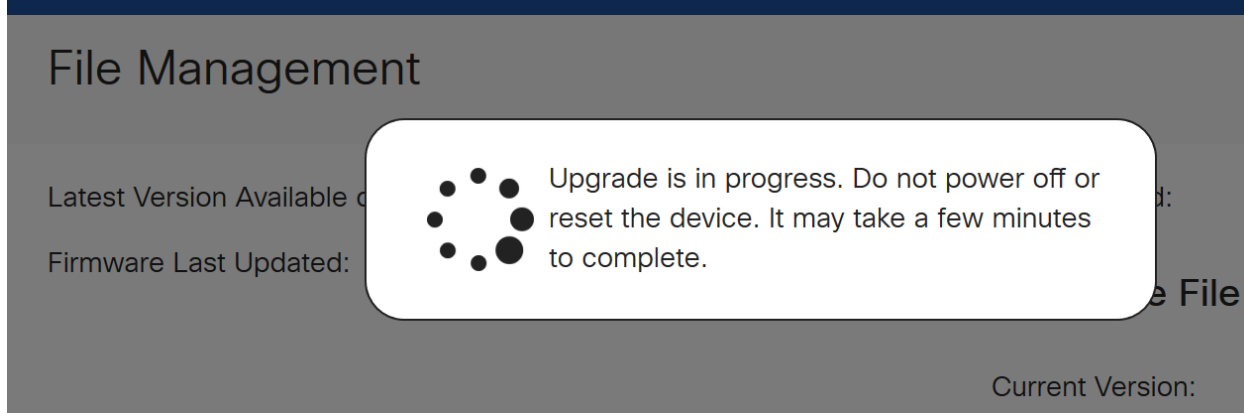 File Management
Upgrade is in progress. Do not power off or
reset the device. It may take a few minutes
to complete.
Latest Version Available
Firmware Last Updated:
File
Current Version: